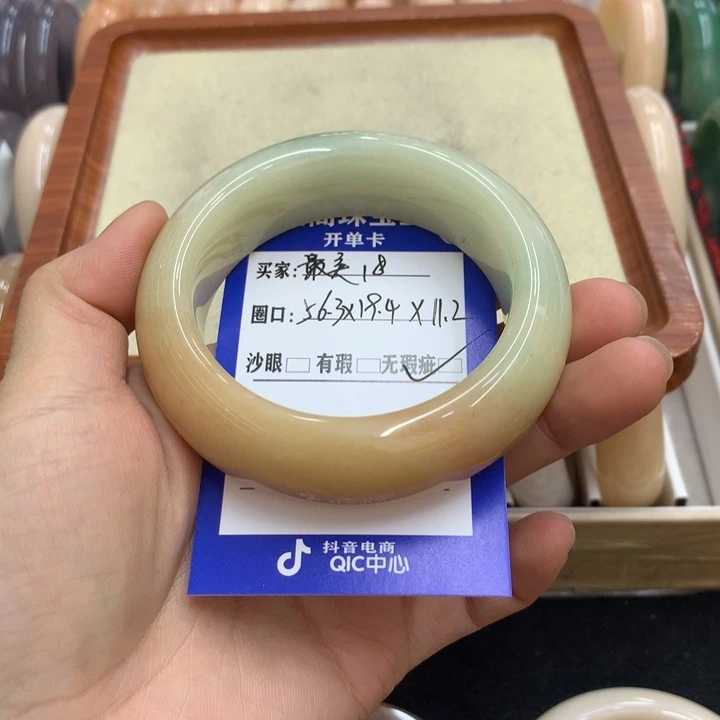 开单卡
买家:最美18
圈口:56.3x19.4x11.2
沙眼 有瑕 无瑕疵✓
抖音电商
QIC中心